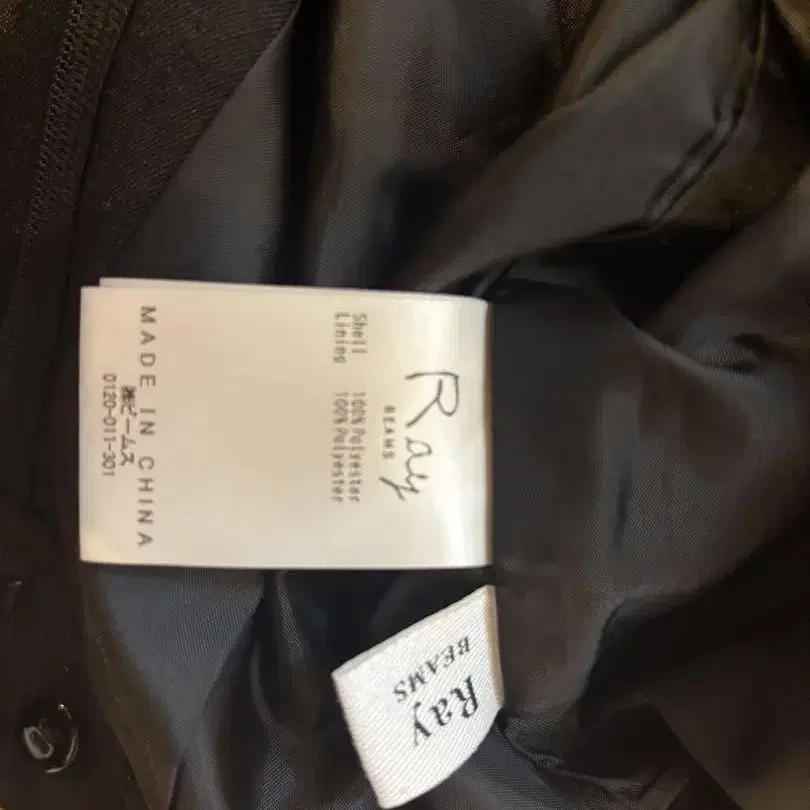 Ray
BEAMS
Shell 100%Polyester
Lining 100%Polyester
MADE IN CHINA
㈱ビームス
0120-011-301
Ray
BEAMS